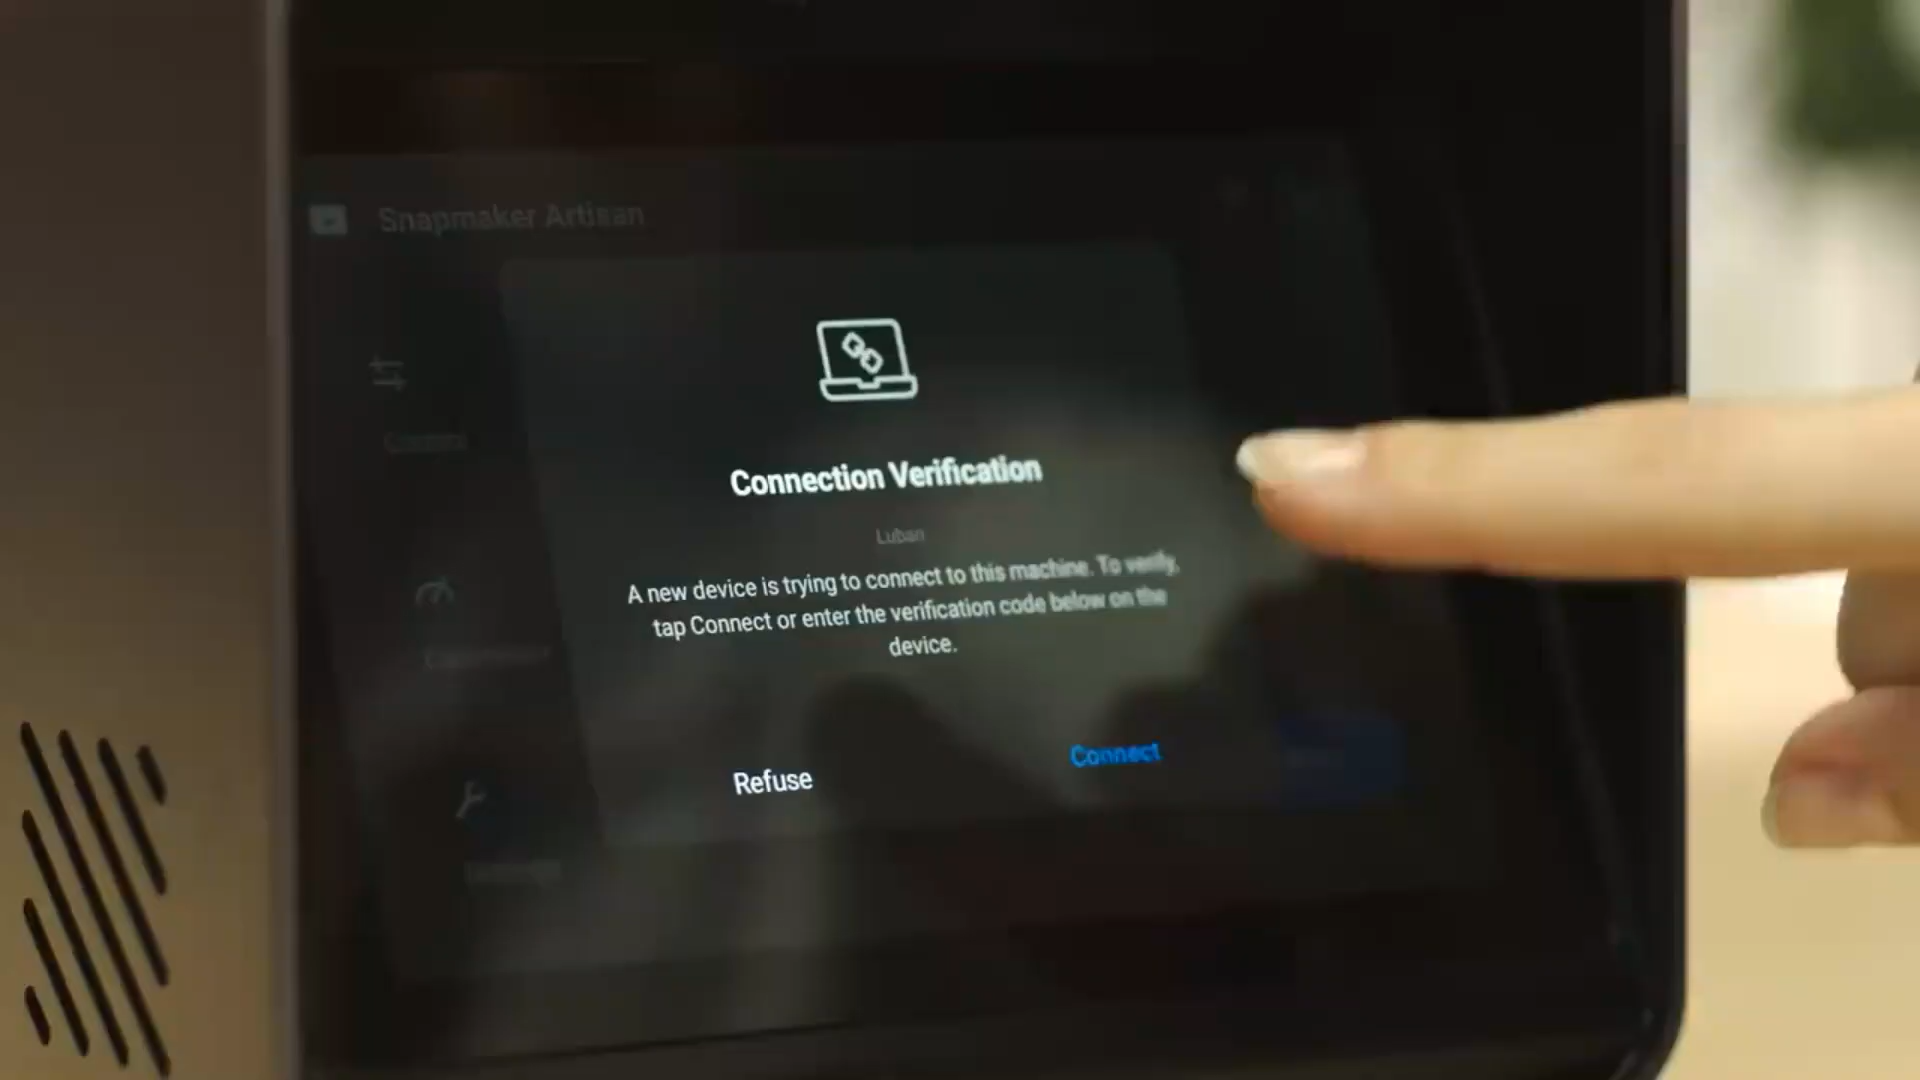 Snapmaker Artisan
Connection Verification
Luban
A new device is trying to connect to this machine. To verify,
tap Connect or enter the verification code below on the
device.
Refuse
Connect